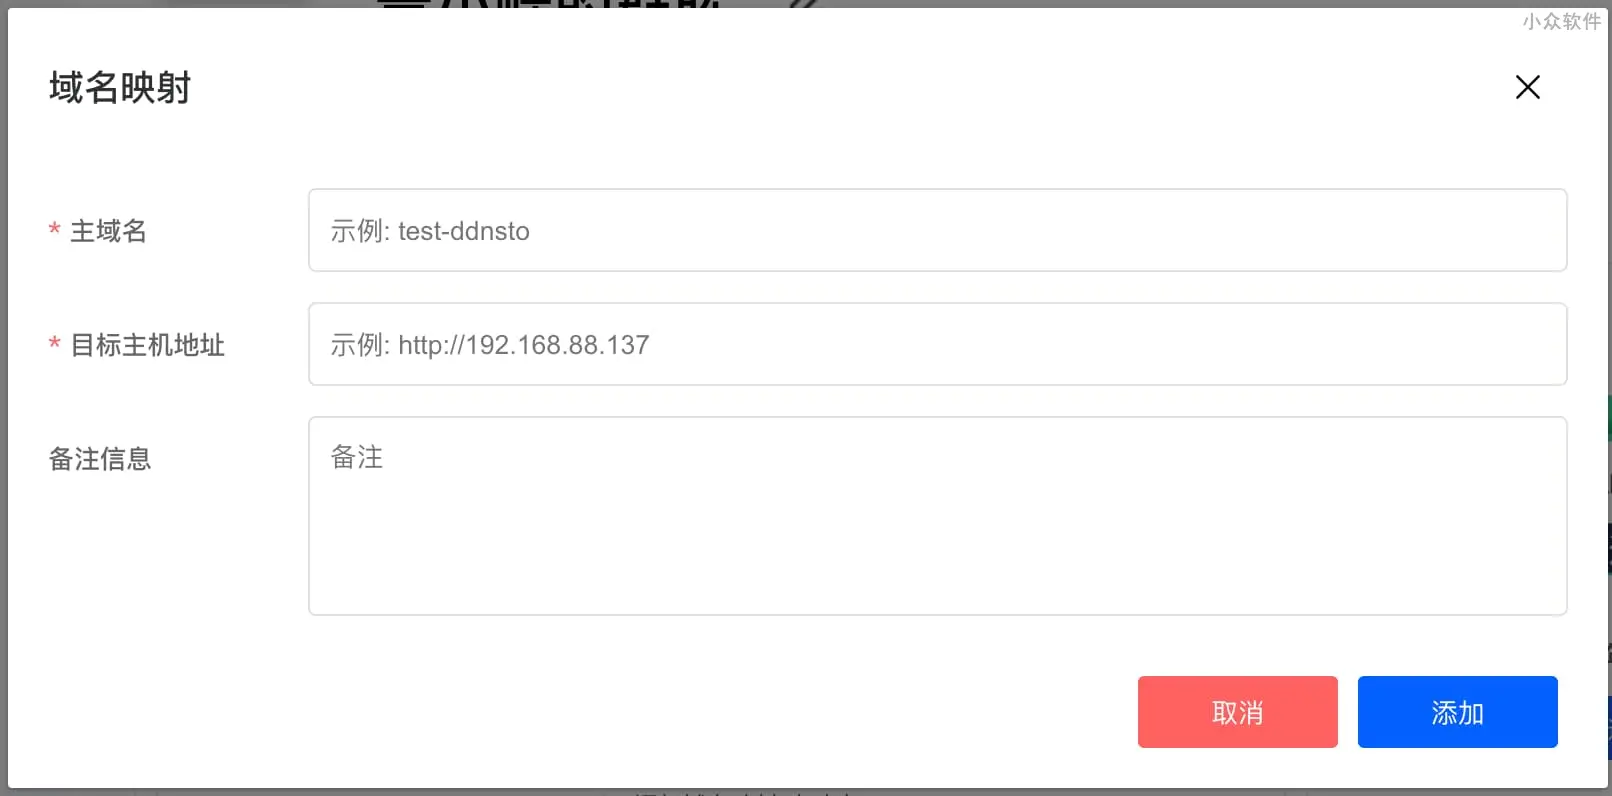 小众软件
域名映射
* 主域名
示例: test-ddnsto
* 目标主机地址
示例: http://192.168.88.137
备注信息
备注
取消
添加